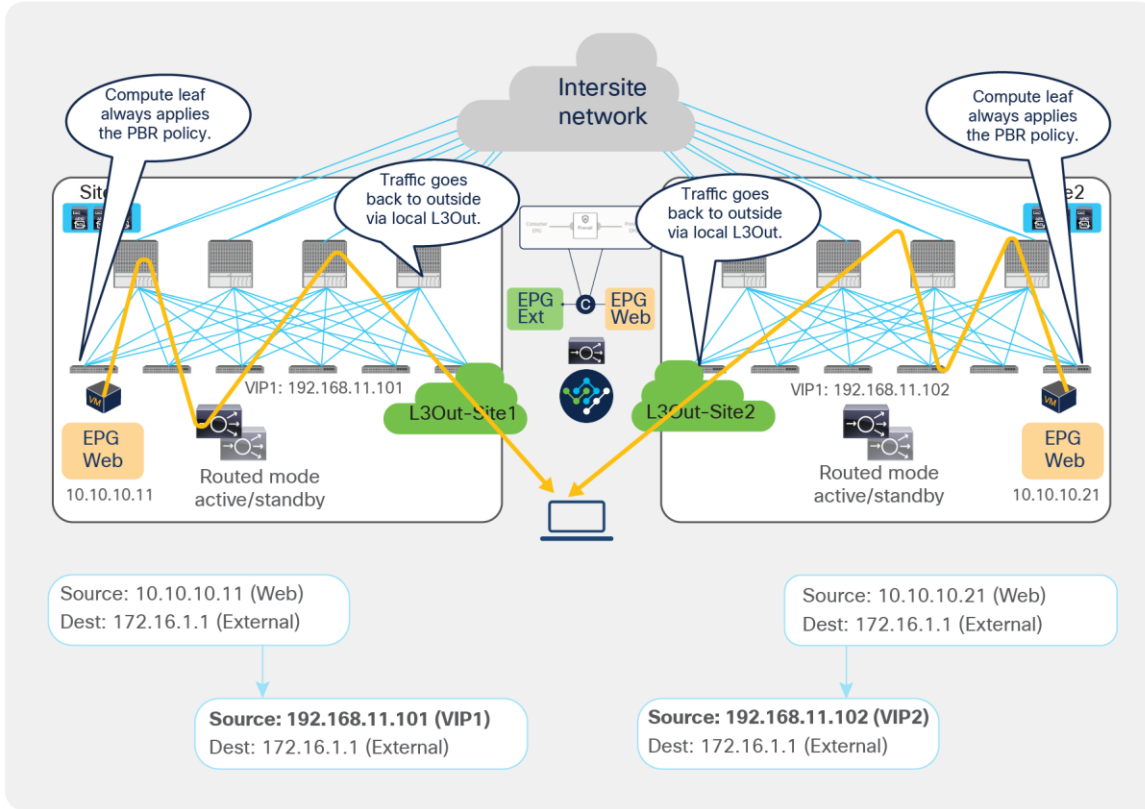 Intersite
network
Compute leaf
always applies
the PBR policy.
Compute leaf
always applies
the PBR policy.
Traffic goes
back to outside
via local L3Out.
Traffic goes
back to outside
via local L3Out.
EPG
Ext
C
EPG
Web
VIP1: 192.168.11.101
VIP1: 192.168.11.102
L3Out-Site1
L3Out-Site2
VM
VM
EPG
Web
EPG
Web
10.10.10.11
10.10.10.21
Routed mode
active/standby
Routed mode
active/standby
Source: 10.10.10.11 (Web)
Dest: 172.16.1.1 (External)
Source: 10.10.10.21 (Web)
Dest: 172.16.1.1 (External)
Source: 192.168.11.101 (VIP1)
Dest: 172.16.1.1 (External)
Source: 192.168.11.102 (VIP2)
Dest: 172.16.1.1 (External)